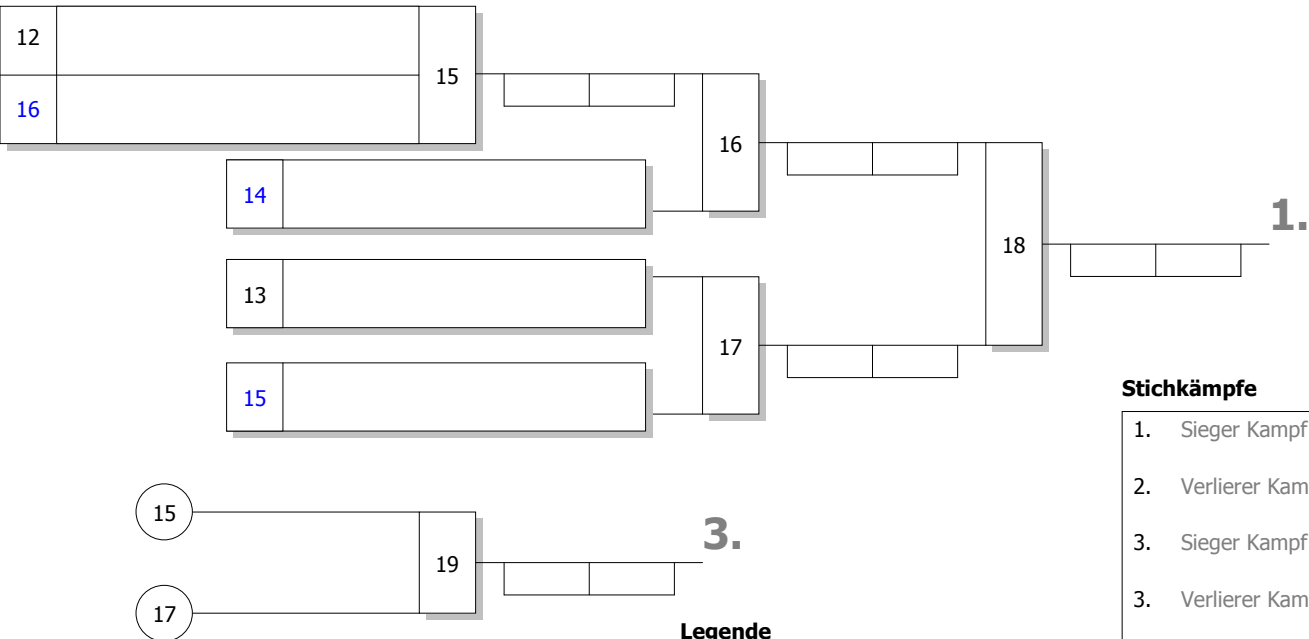 12
15
16
16
14
1.
18
13
17
15
Stichkämpfe
1. Sieger Kampf
2. Verlierer Kam
15
3.
3. Sieger Kampf
19
3. Verlierer Kam
17
Legende